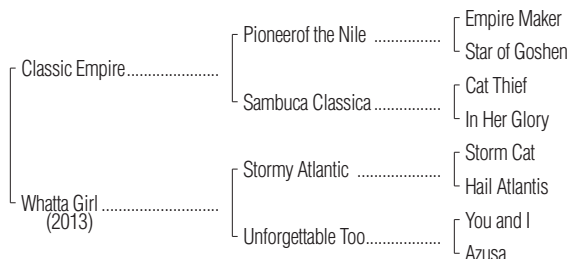 Empire Maker
Pioneerof the Nile ................
Star of Goshen
Classic Empire ......................
Cat Thief
Sambuca Classica ................
In Her Glory
Storm Cat
Stormy Atlantic ....................
Hail Atlantis
Whatta Girl ............................
(2013)
You and I
Unforgettable Too ..................
Azusa